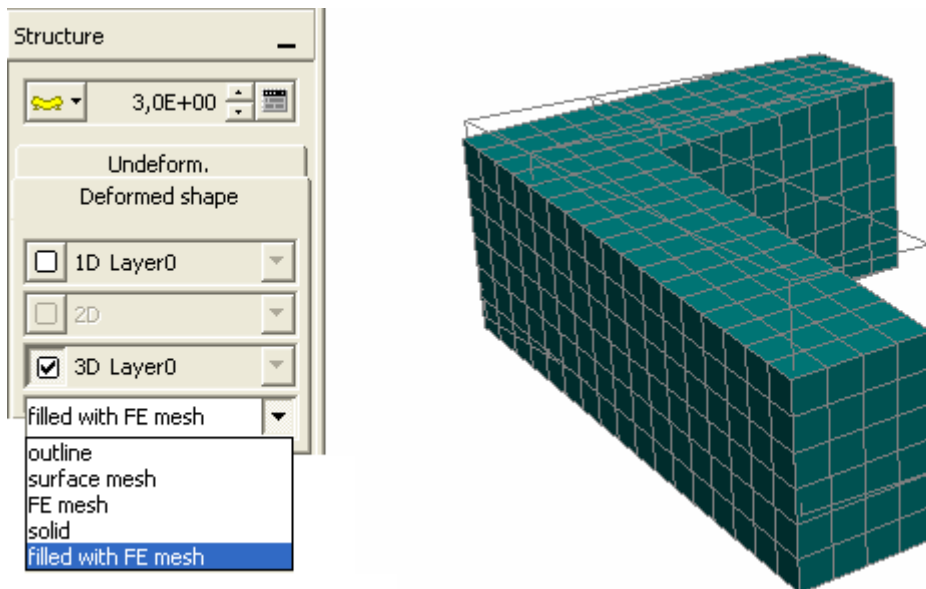 Structure
3,0E+00
Undeform.
Deformed shape
1D Layer0
2D
3D Layer0
filled with FE mesh
outline
surface mesh
FE mesh
solid
filled with FE mesh